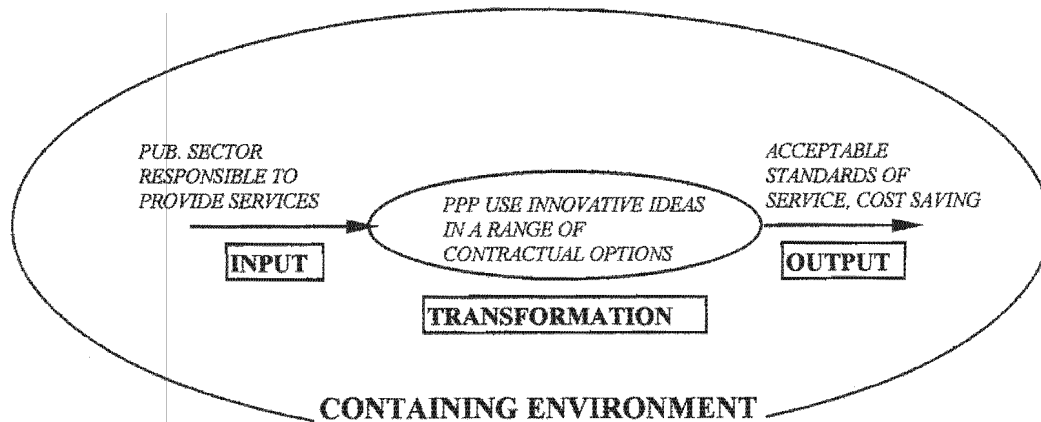 PUB. SECTOR
RESPONSIBLE TO
PROVIDE SERVICES
INPUT
PPP USE INNOVATIVE IDEAS
IN A RANGE OF
CONTRACTUAL OPTIONS
TRANSFORMATION
ACCEPTABLE
STANDARDS OF
SERVICE, COST SAVING
OUTPUT
CONTAINING ENVIRONMENT